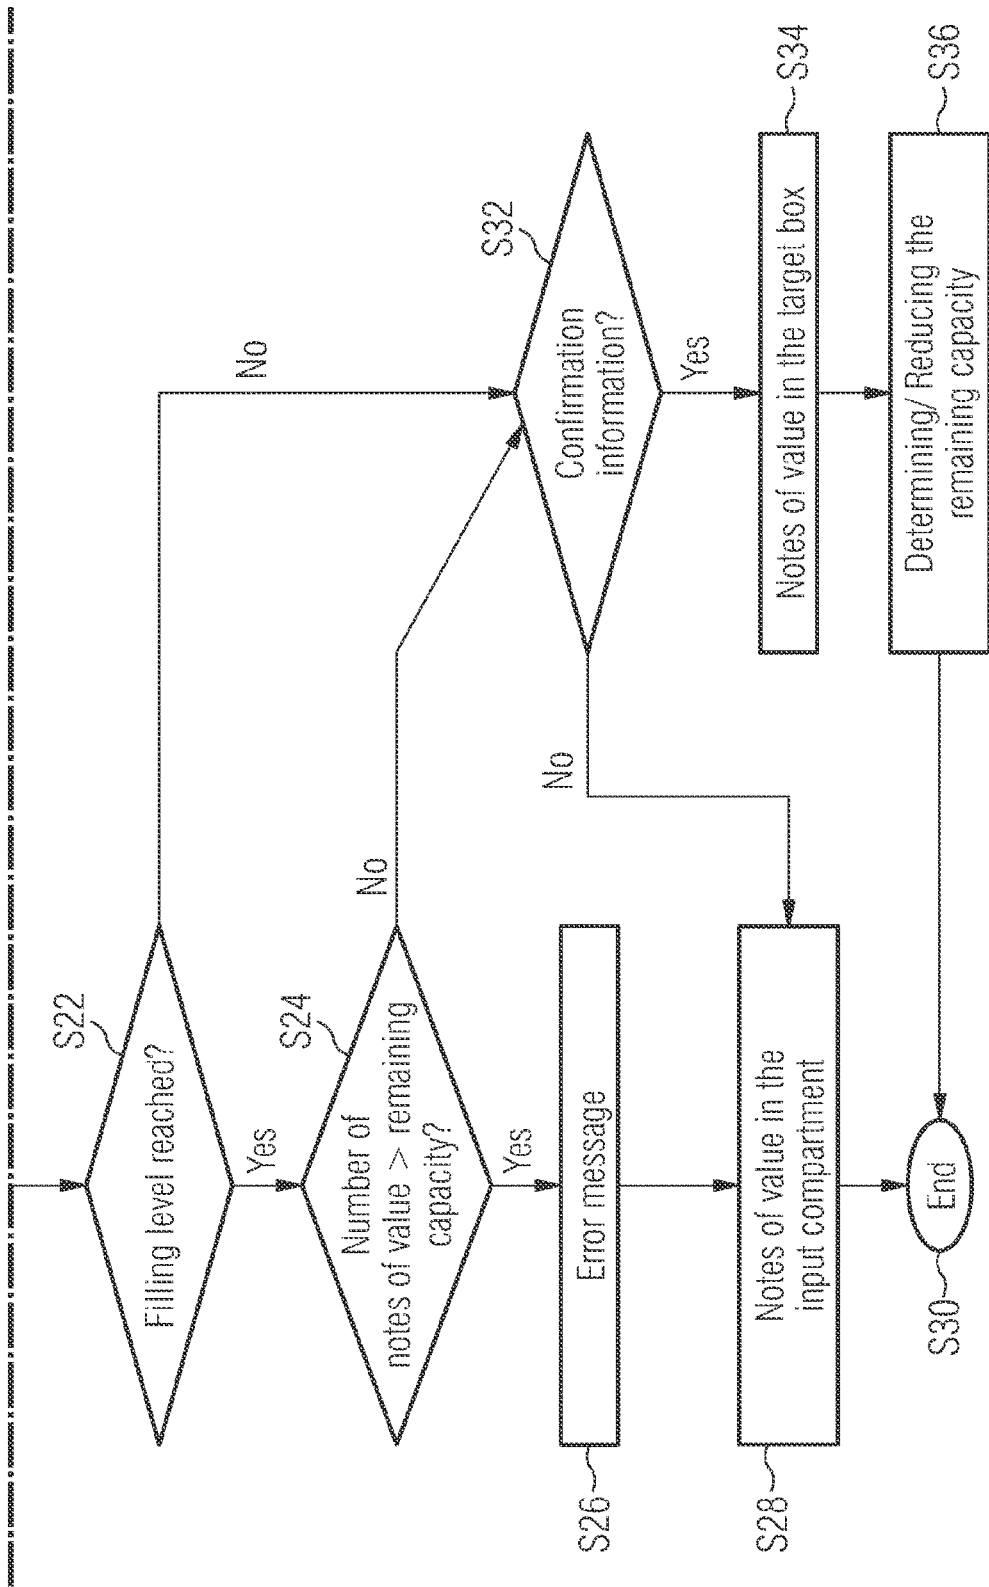 S22
Filling level reached?
No
Yes
S24
Number of
notes of value > remaining
capacity?
No
Yes
S26
Error message
S28
Notes of value in the
input compartment
S30
End
S32
Confirmation
information?
No
Yes
S34
Notes of value in the target box
S36
Determining/ Reducing the
remaining capacity